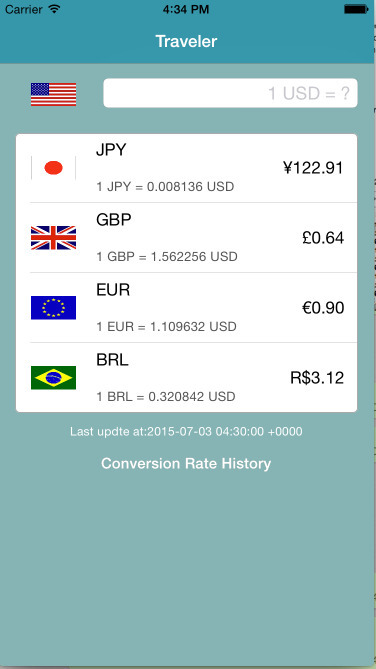 Carrier 4:34 PM
Traveler
1 USD = ?
JPY
¥122.91
1 JPY = 0.008136 USD
GBP
£0.64
1 GBP = 1.562256 USD
EUR
€0.90
1 EUR = 1.109632 USD
BRL
R$3.12
1 BRL = 0.320842 USD
Last updte at:2015-07-03 04:30:00 +0000
Conversion Rate History